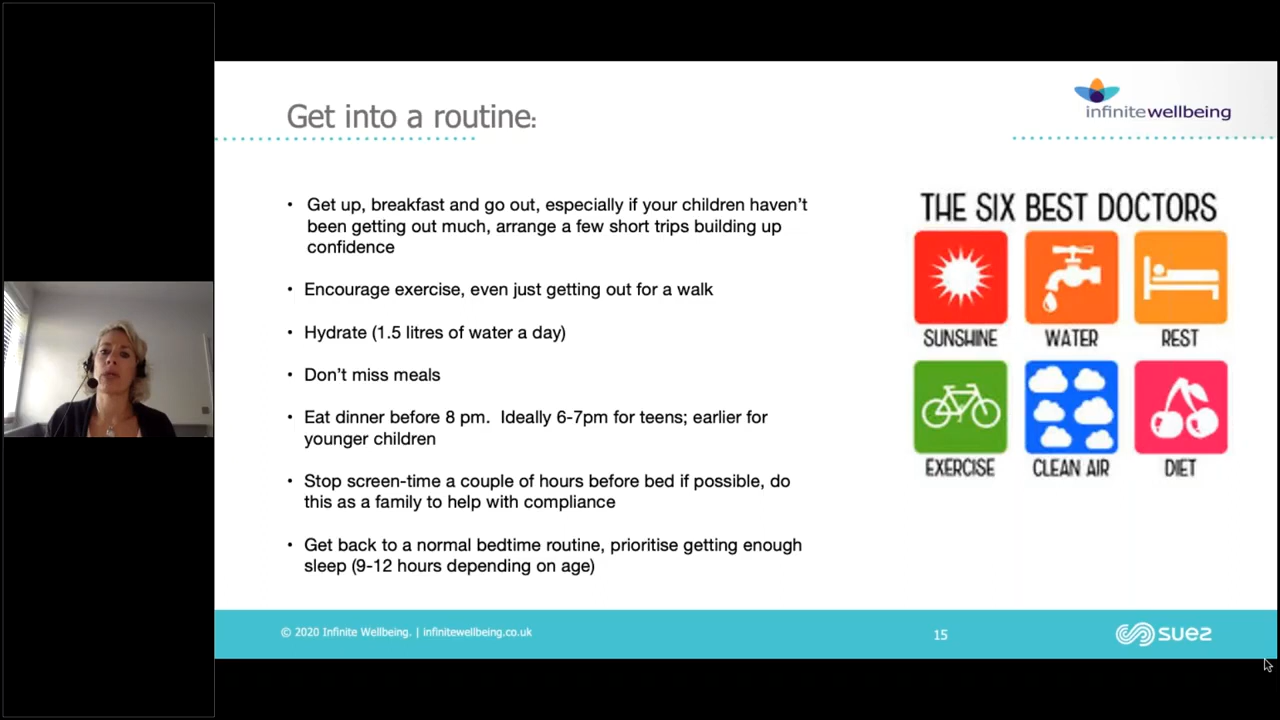 Get into a routine:
infinitewellbeing
• Get up, breakfast and go out, especially if your children haven't
been getting out much, arrange a few short trips building up
confidence
• Encourage exercise, even just getting out for a walk
• Hydrate (1.5 litres of water a day)
• Don't miss meals
• Eat dinner before 8 pm.  Ideally 6-7pm for teens; earlier for
younger children
• Stop screen-time a couple of hours before bed if possible, do
this as a family to help with compliance
• Get back to a normal bedtime routine, prioritise getting enough
sleep (9-12 hours depending on age)
THE SIX BEST DOCTORS
SUNSHINE WATER REST
EXERCISE CLEAN AIR DIET
© 2020 Infinite Wellbeing. | infinitewellbeing.co.uk
15
suez